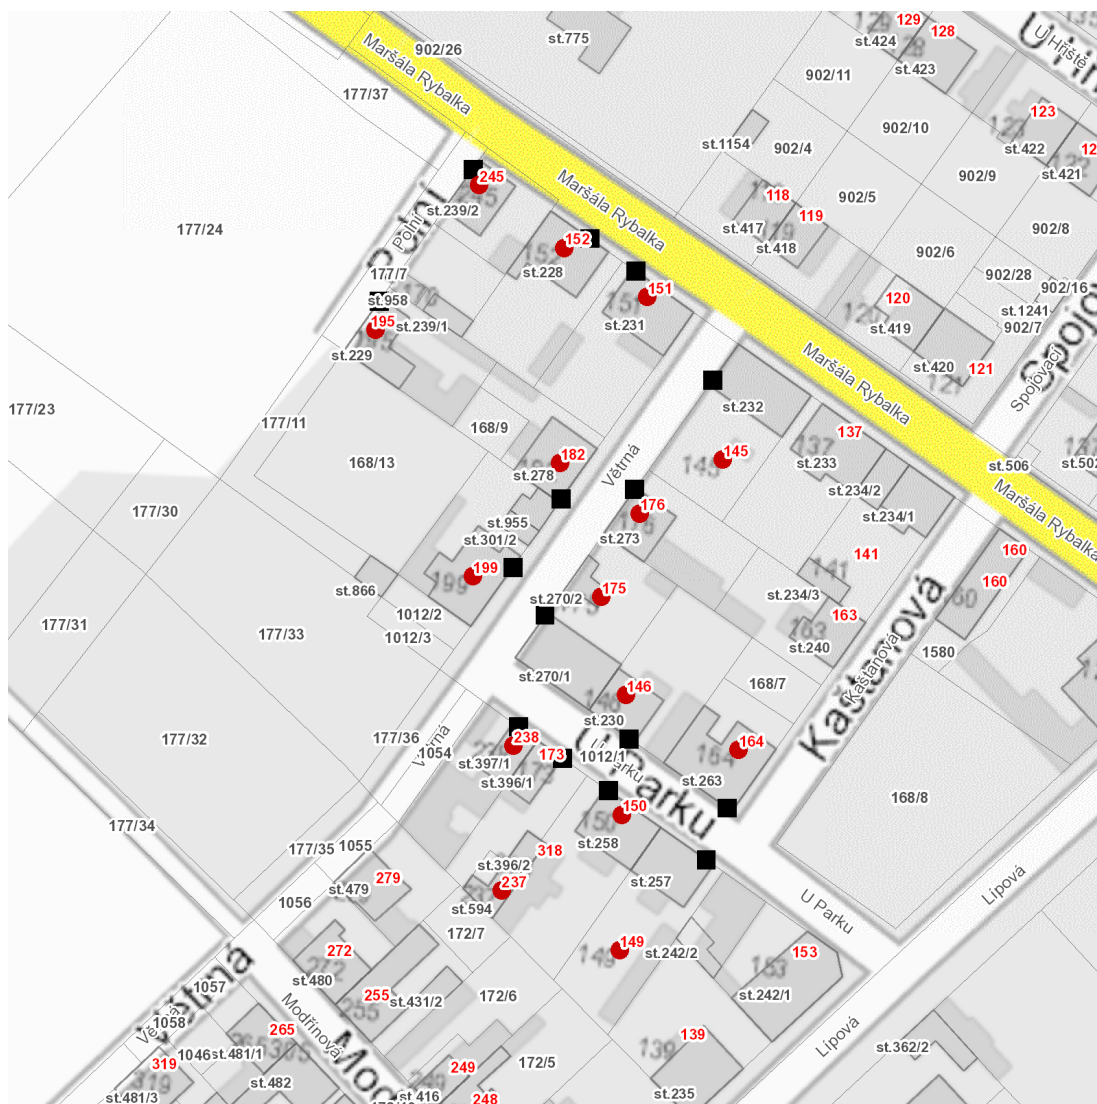 129
128
U Hřiště
st.424
st.423
st.775
902/26
Maršála Rybalka
177/37
902/11
123
st.422
st.421
902/10
st.1154
902/4
902/9
245
Polní
st.239/2
Maršála Rybalka
118
119
902/5
st.417
st.418
902/8
177/24
152
st.228
902/6
902/28
902/16
177/7
st.958
195
st.239/1
st.229
151
st.231
120
st.419
st.1241
902/7
st.420
121
Spojovací
Maršála Rybalka
177/23
177/11
168/9
168/13
st.232
137
st.233
145
st.506
st.502
182
st.278
Větrná
st.234/2
st.234/1
Maršála Rybalka
177/30
st.955
st.301/2
176
st.273
141
160
160
199
st.866
1012/2
1012/3
175
st.270/2
st.234/3
163
st.240
Kaštanová
Kaštanová
1580
177/31
177/33
st.270/1
146
st.230
168/7
177/32
177/36
Větrná
1054
238
173
st.397/1
st.396/1
1012/1
U Parku
U Parku
164
st.263
168/8
177/34
177/35
1055
150
st.258
318
st.396/2
st.257
279
st.479
237
st.594
1056
172/7
Lípová
U Parku
149
st.242/2
153
st.242/1
272
st.480
255
st.431/2
172/6
Větrná
1057
1058
Větrná
Modřínová
265
1046
st.481/1
319
st.481/3
st.482
249
172/5
st.416
248
139
st.235
Lípová
st.362/2